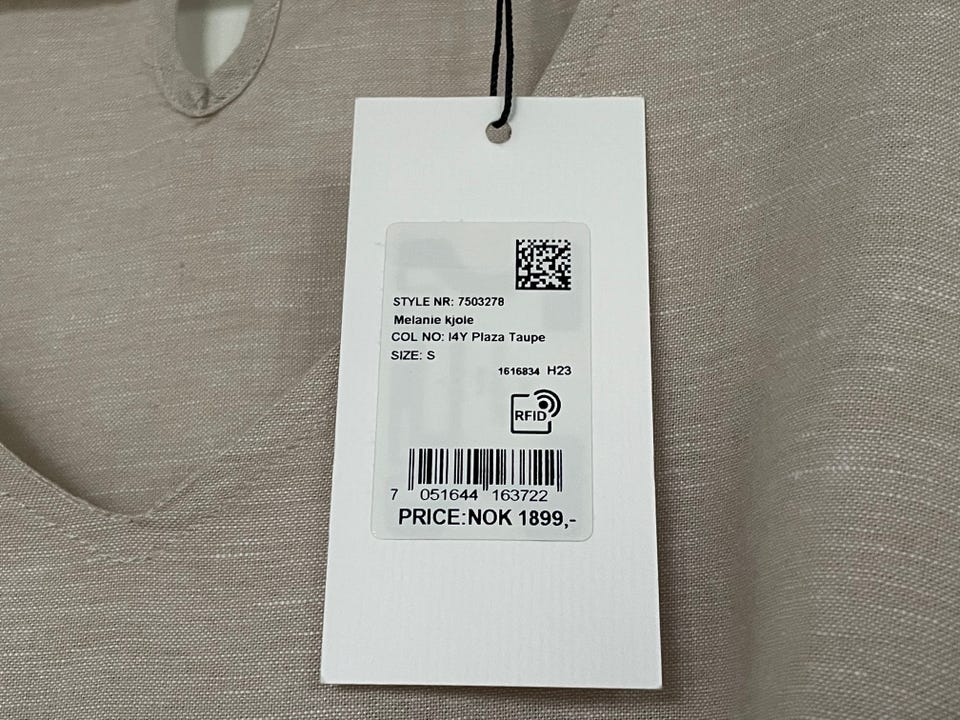 STYLE NR: 7503278
Melanie kjole
COL NO: I4Y Plaza Taupe
SIZE: S
1616834 H23
RFID
7 051644 163722
PRICE:NOK 1899,-